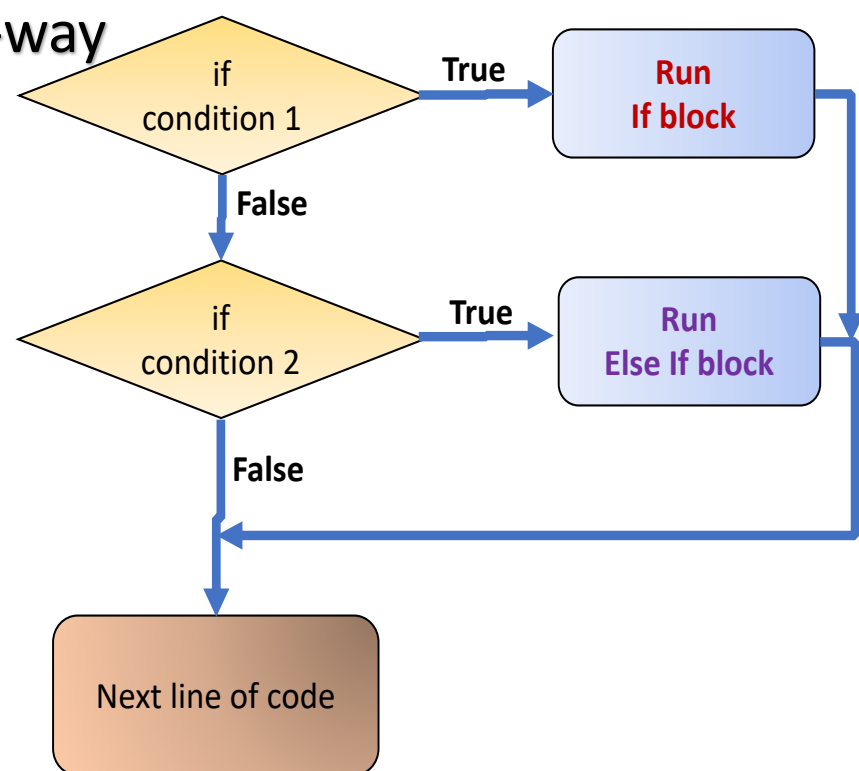 -way
if
condition 1
True
Run
If block
False
if
condition 2
True
Run
Else If block
False
Next line of code